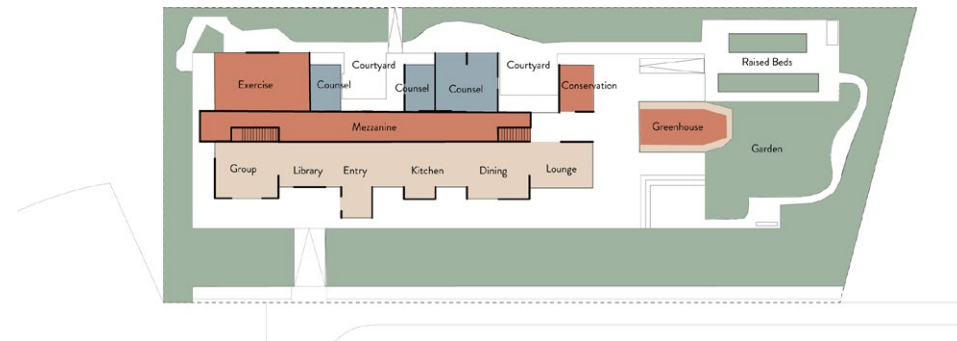 Courtyard
Courtyard
Raised Beds
Exercise
Counsel
Counsel
Counsel
Conservation
Mezzanine
Greenhouse
Garden
Group
Library
Entry
Kitchen
Dining
Lounge